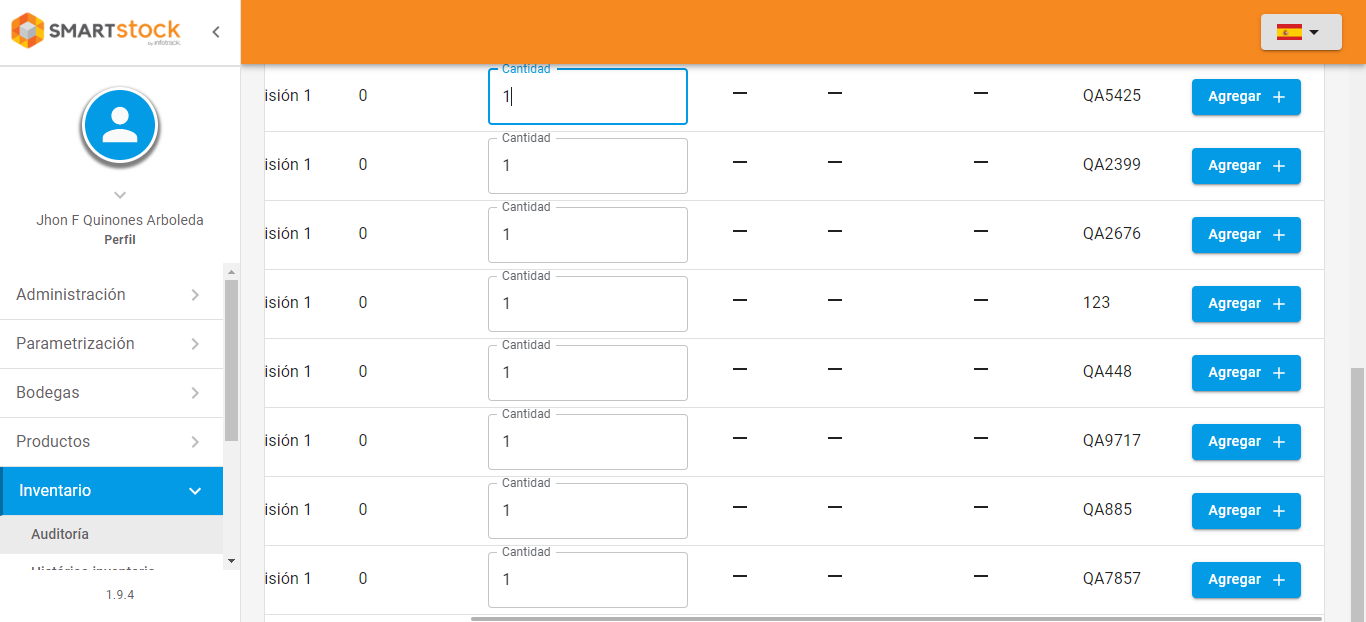 SMARTSTOCK
by infotrack.
Jhon F Quinones Arboleda
Perfil
Administración
Parametrización
Bodegas
Productos
Inventario
Auditoría
Histórico inventario
1.9.4
Cantidad
isión 1 0 1 — — — QA5425 Agregar +
Cantidad
isión 1 0 1 — — — QA2399 Agregar +
Cantidad
isión 1 0 1 — — — QA2676 Agregar +
Cantidad
isión 1 0 1 — — — 123 Agregar +
Cantidad
isión 1 0 1 — — — QA448 Agregar +
Cantidad
isión 1 0 1 — — — QA9717 Agregar +
Cantidad
isión 1 0 1 — — — QA885 Agregar +
Cantidad
isión 1 0 1 — — — QA7857 Agregar +